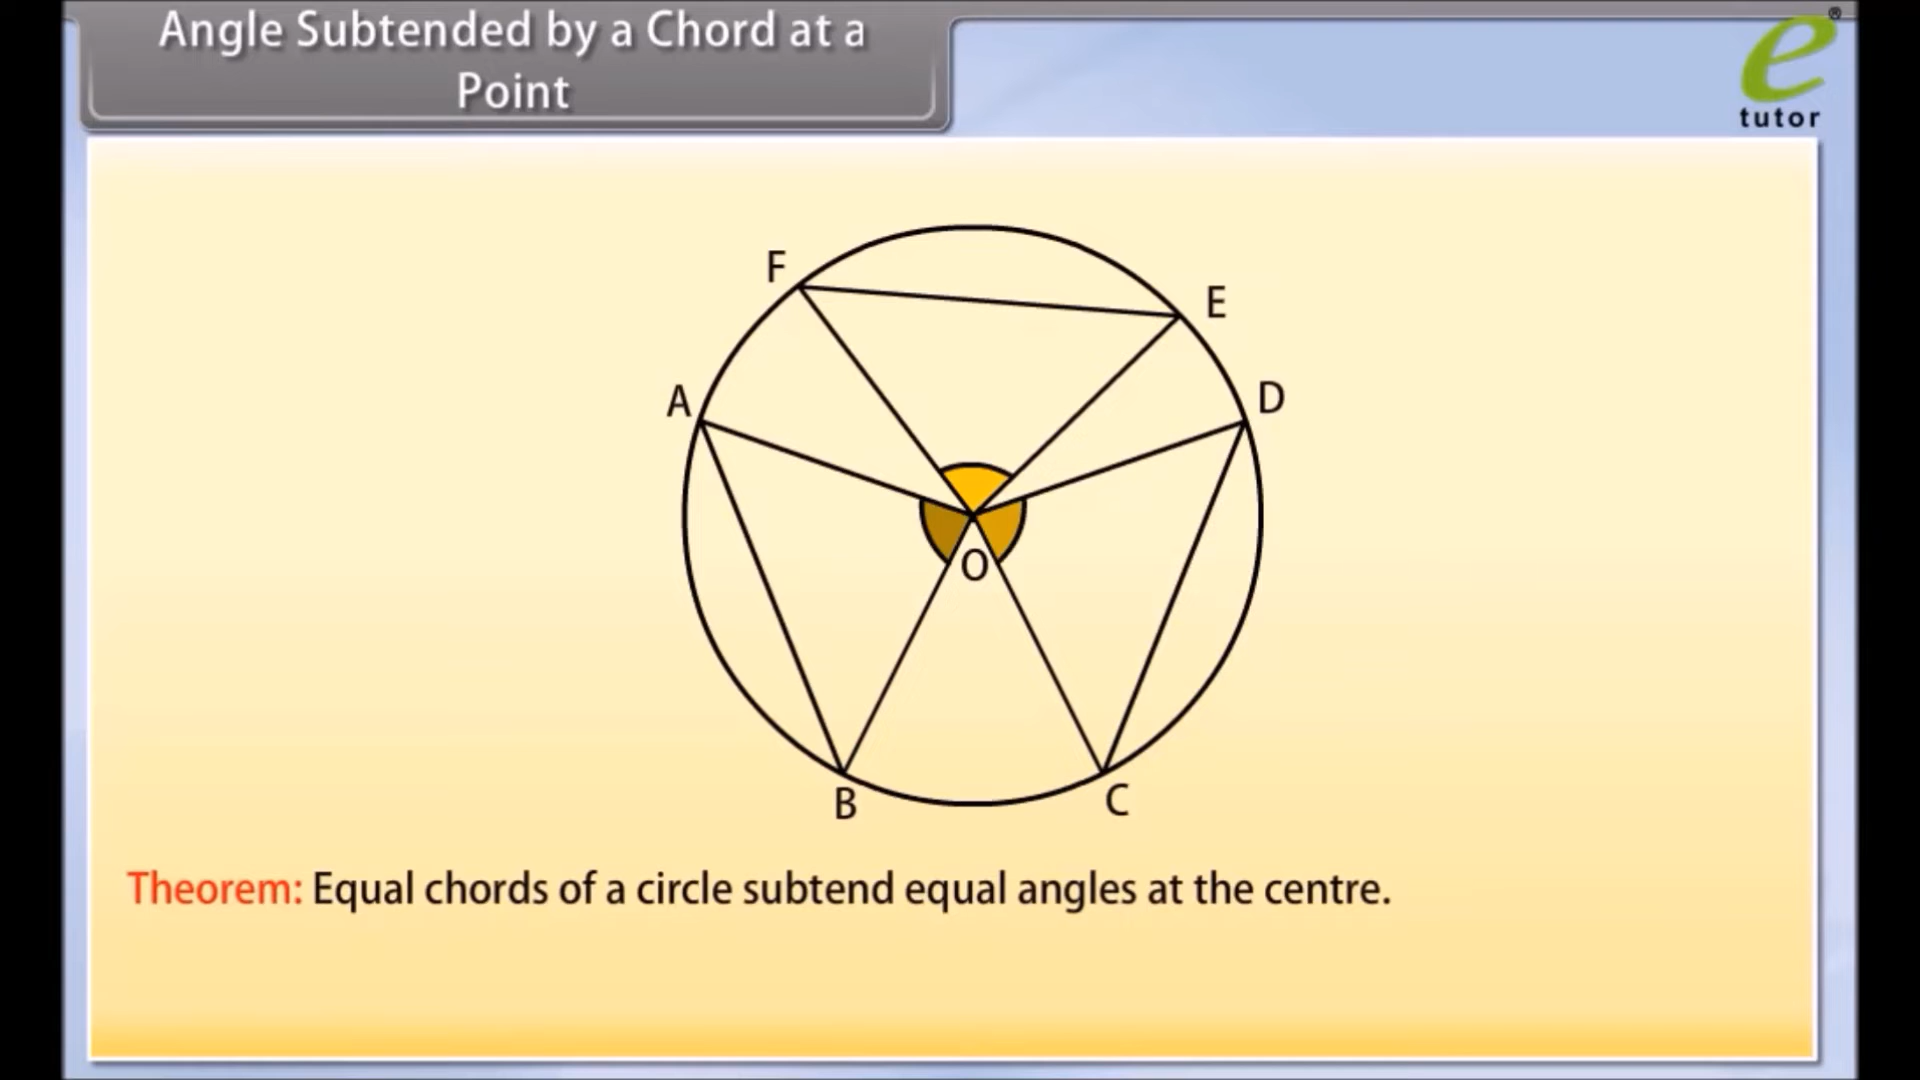 Angle Subtended by a Chord at a
Point
e®
tutor
F
E
A
D
O
B
C
Theorem: Equal chords of a circle subtend equal angles at the centre.